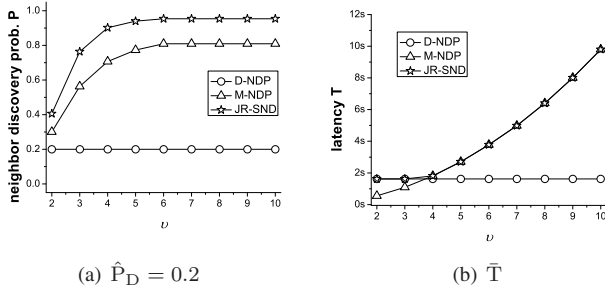 neighbor discovery prob. P
1.0
0.8
0.6
0.4
0.2
0.0
D-NDP
M-NDP
JR-SND
2 3 4 5 6 7 8 9 10
υ
(a) P̂_D = 0.2
latency T
10s
8s
6s
4s
2s
0s
D-NDP
M-NDP
JR-SND
2 3 4 5 6 7 8 9 10
υ
(b) T̄